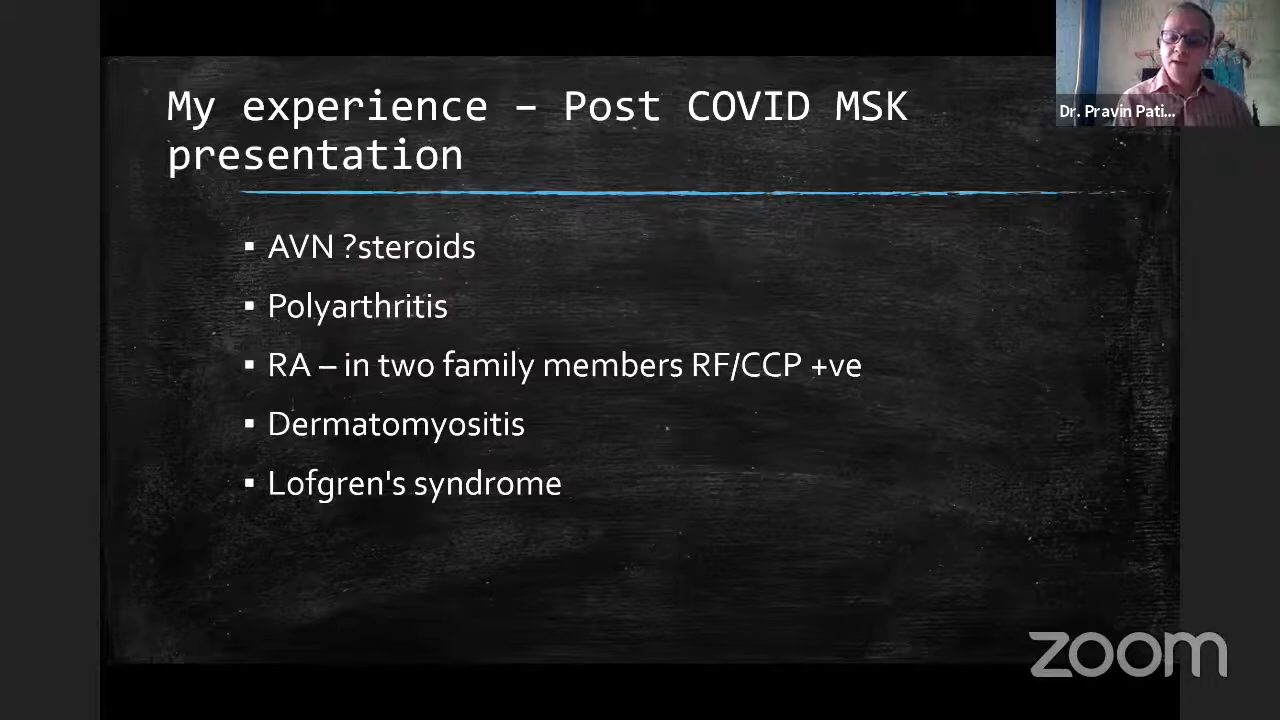 My experience – Post COVID MSK
presentation
▪ AVN ?steroids
▪ Polyarthritis
▪ RA – in two family members RF/CCP +ve
▪ Dermatomyositis
▪ Lofgren's syndrome
Dr. Pravin Pati...
zoom